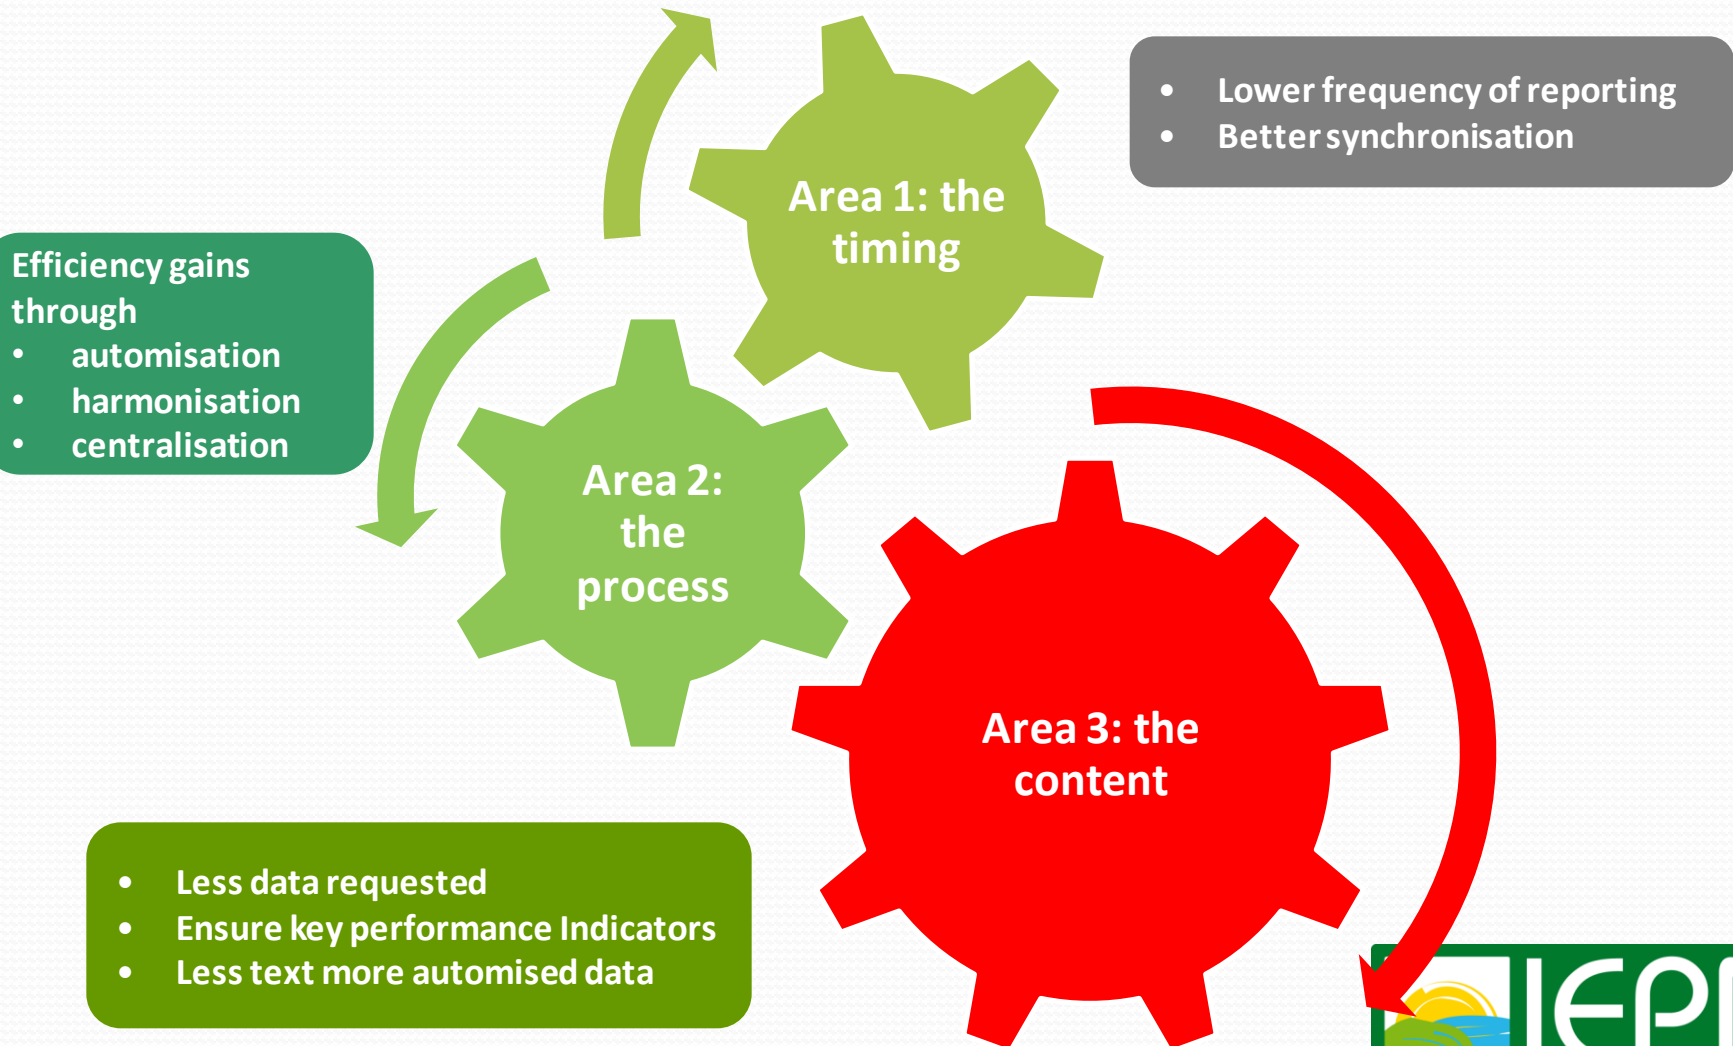 Area 1: the
timing
• Lower frequency of reporting
• Better synchronisation
Efficiency gains
through
• automisation
• harmonisation
• centralisation
Area 2:
the
process
Area 3: the
content
• Less data requested
• Ensure key performance Indicators
• Less text more automised data